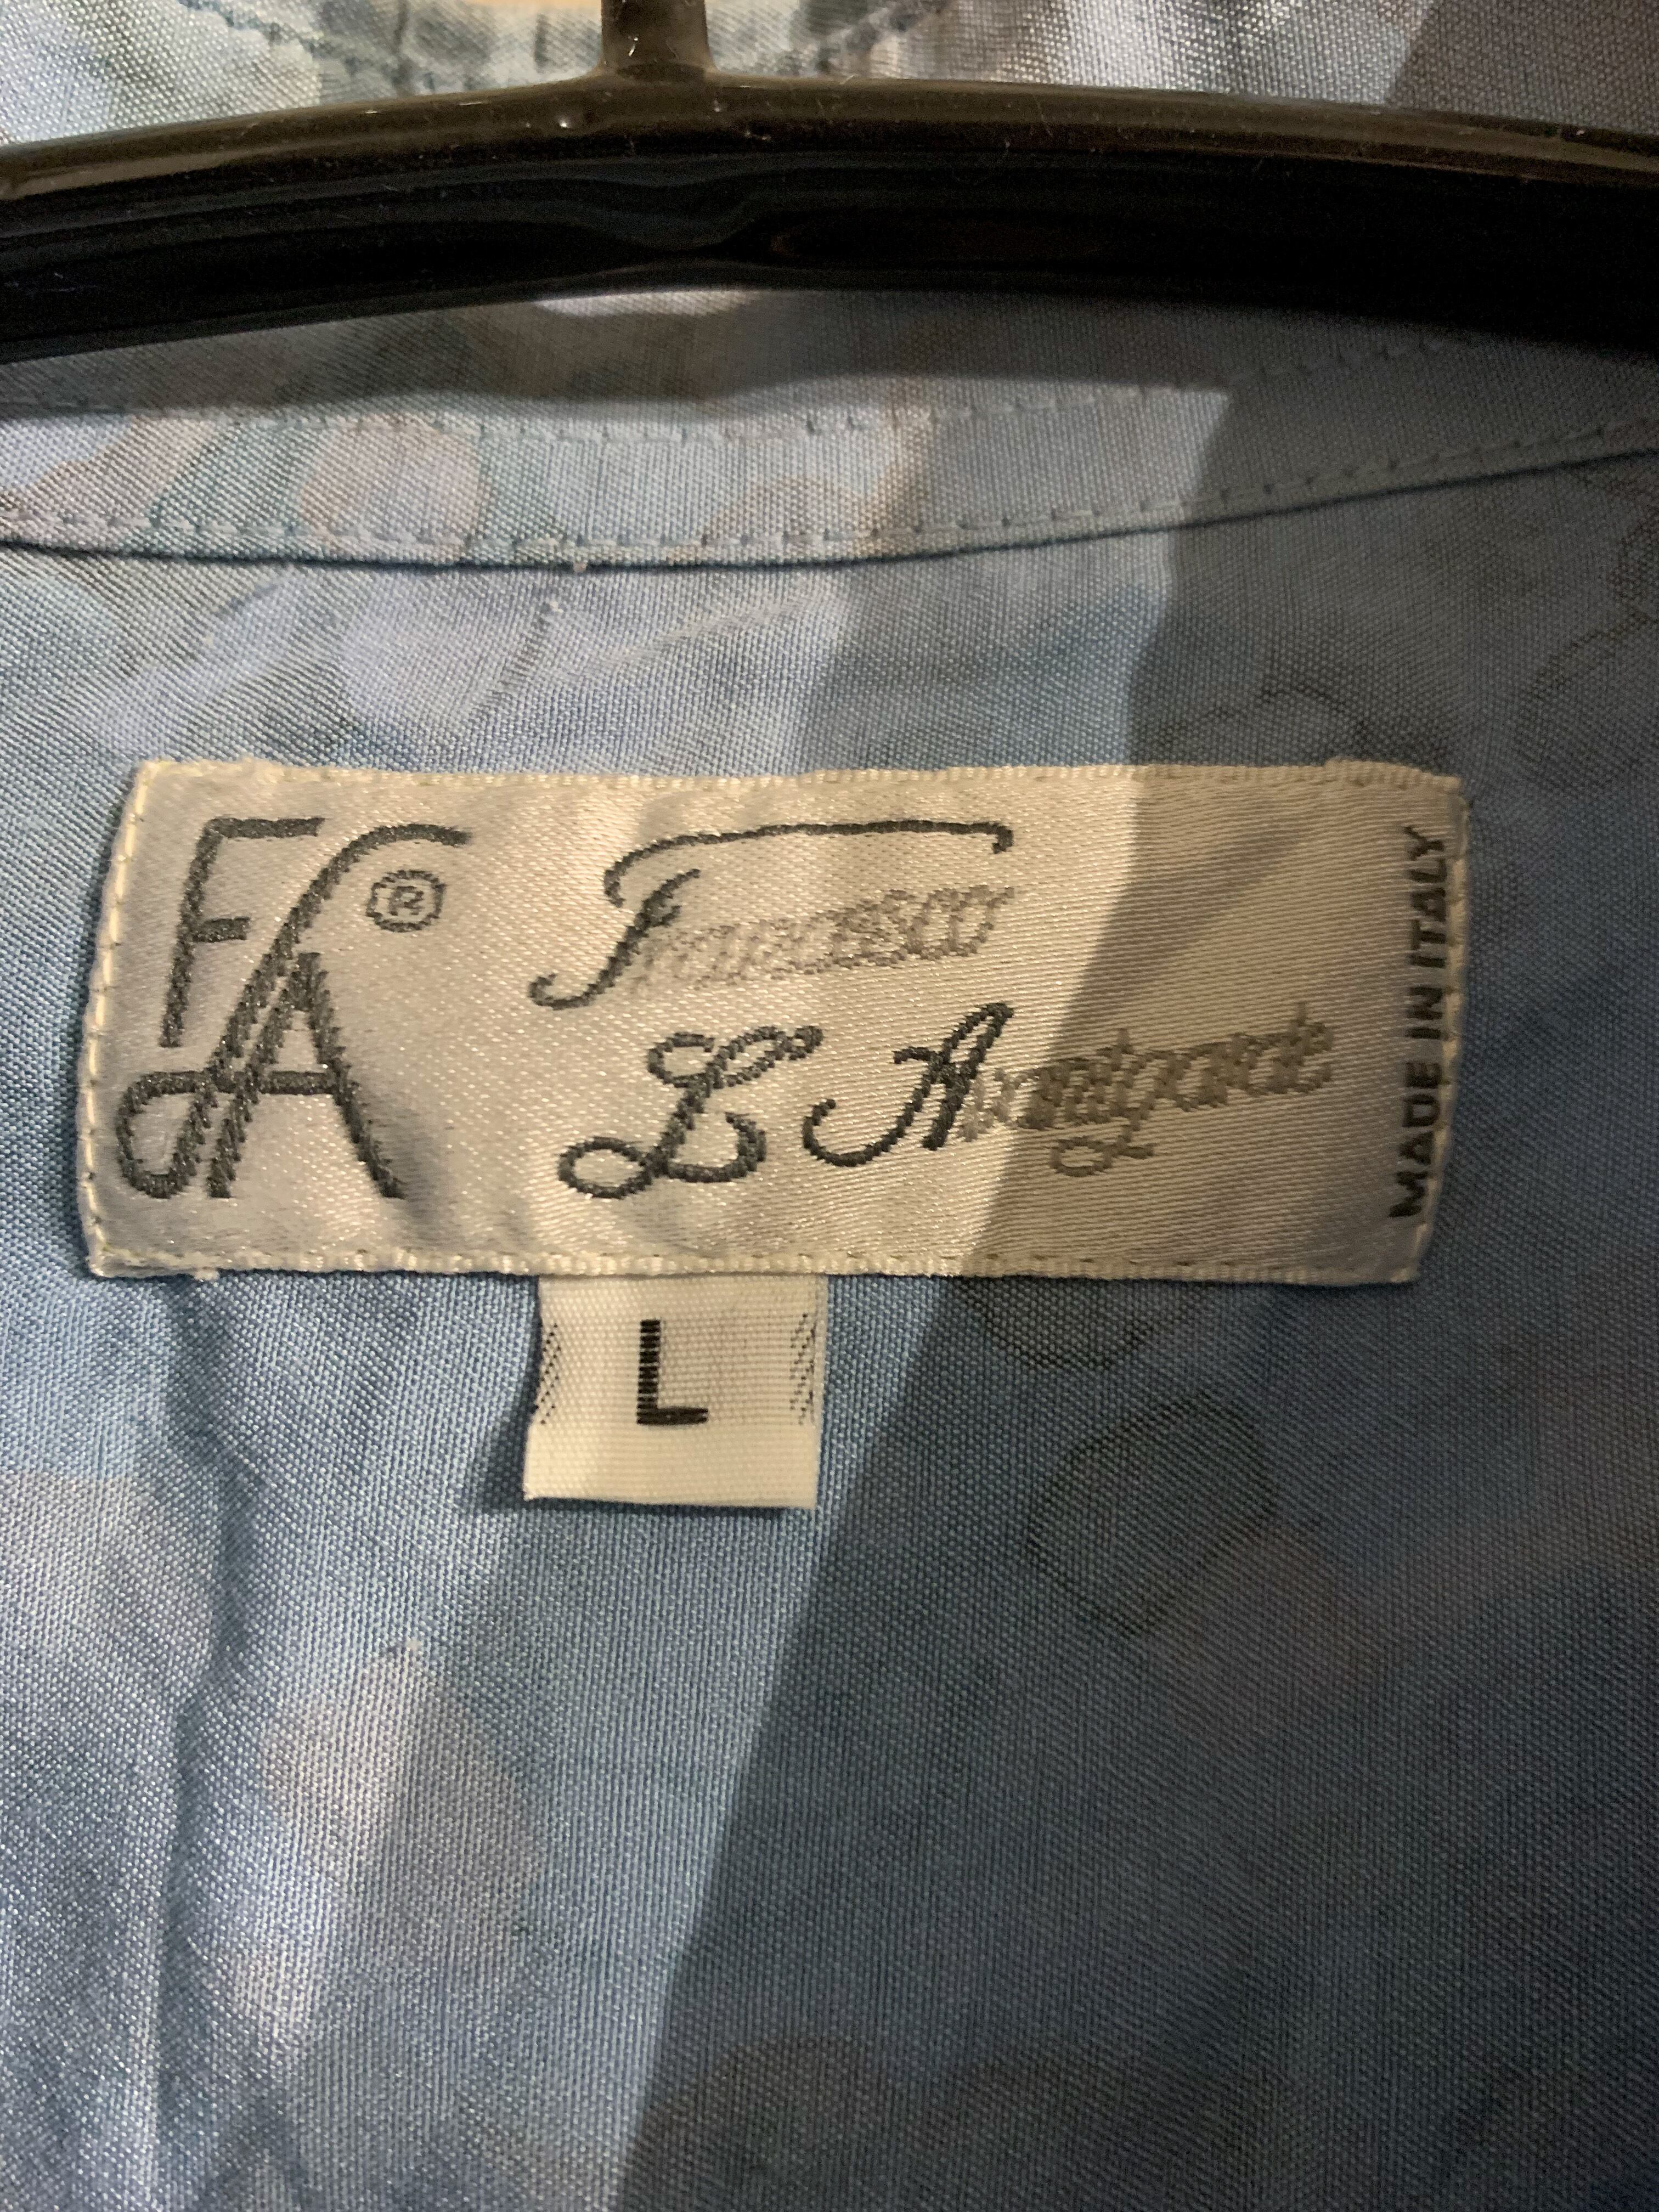 FA®
Francesco
L'Avantgarde
MADE IN ITALY
L